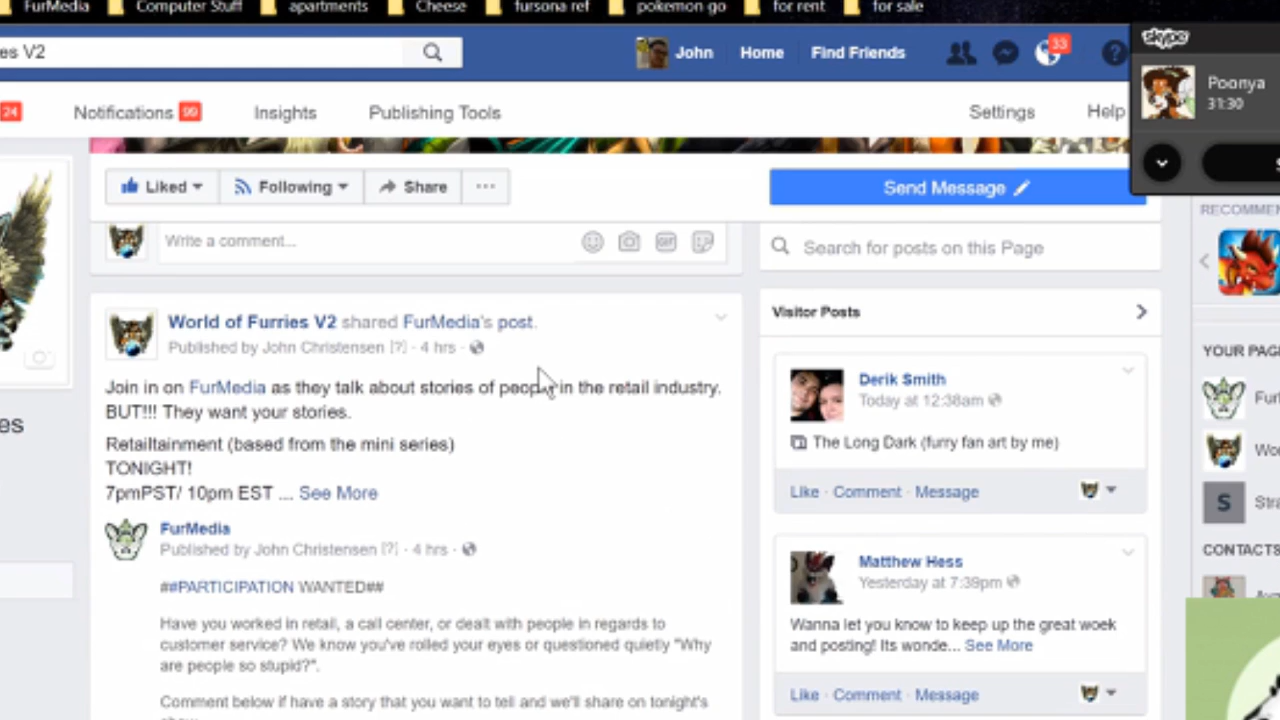 FurMedia Computer Stuff apartments Cheese fursona ref pokemon go for rent for sale
es V2
John Home Find Friends 33
skype
Poonya
31:30
24 Notifications 99 Insights Publishing Tools Settings Help
Liked Following Share ...
Send Message
Write a comment...
GIF
Search for posts on this Page
RECOMMEN
World of Furries V2 shared FurMedia's post.
Published by John Christensen [?] · 4 hrs ·
Join in on FurMedia as they talk about stories of people in the retail industry.
BUT!!! They want your stories.
Retailtainment (based from the mini series)
TONIGHT!
7pmPST/ 10pm EST ... See More
FurMedia
Published by John Christensen [?] · 4 hrs ·
##PARTICIPATION WANTED##
Have you worked in retail, a call center, or dealt with people in regards to
customer service? We know you've rolled your eyes or questioned quietly "Why
are people so stupid?".
Comment below if have a story that you want to tell and we'll share on tonight's
Visitor Posts
Derik Smith
Today at 12:38am
The Long Dark (furry fan art by me)
Like · Comment · Message
Matthew Hess
Yesterday at 7:39pm
Wanna let you know to keep up the great woek
and posting! Its wonde... See More
Like · Comment · Message
YOUR PAG
Fur
Wo
S Stra
CONTACTS
es